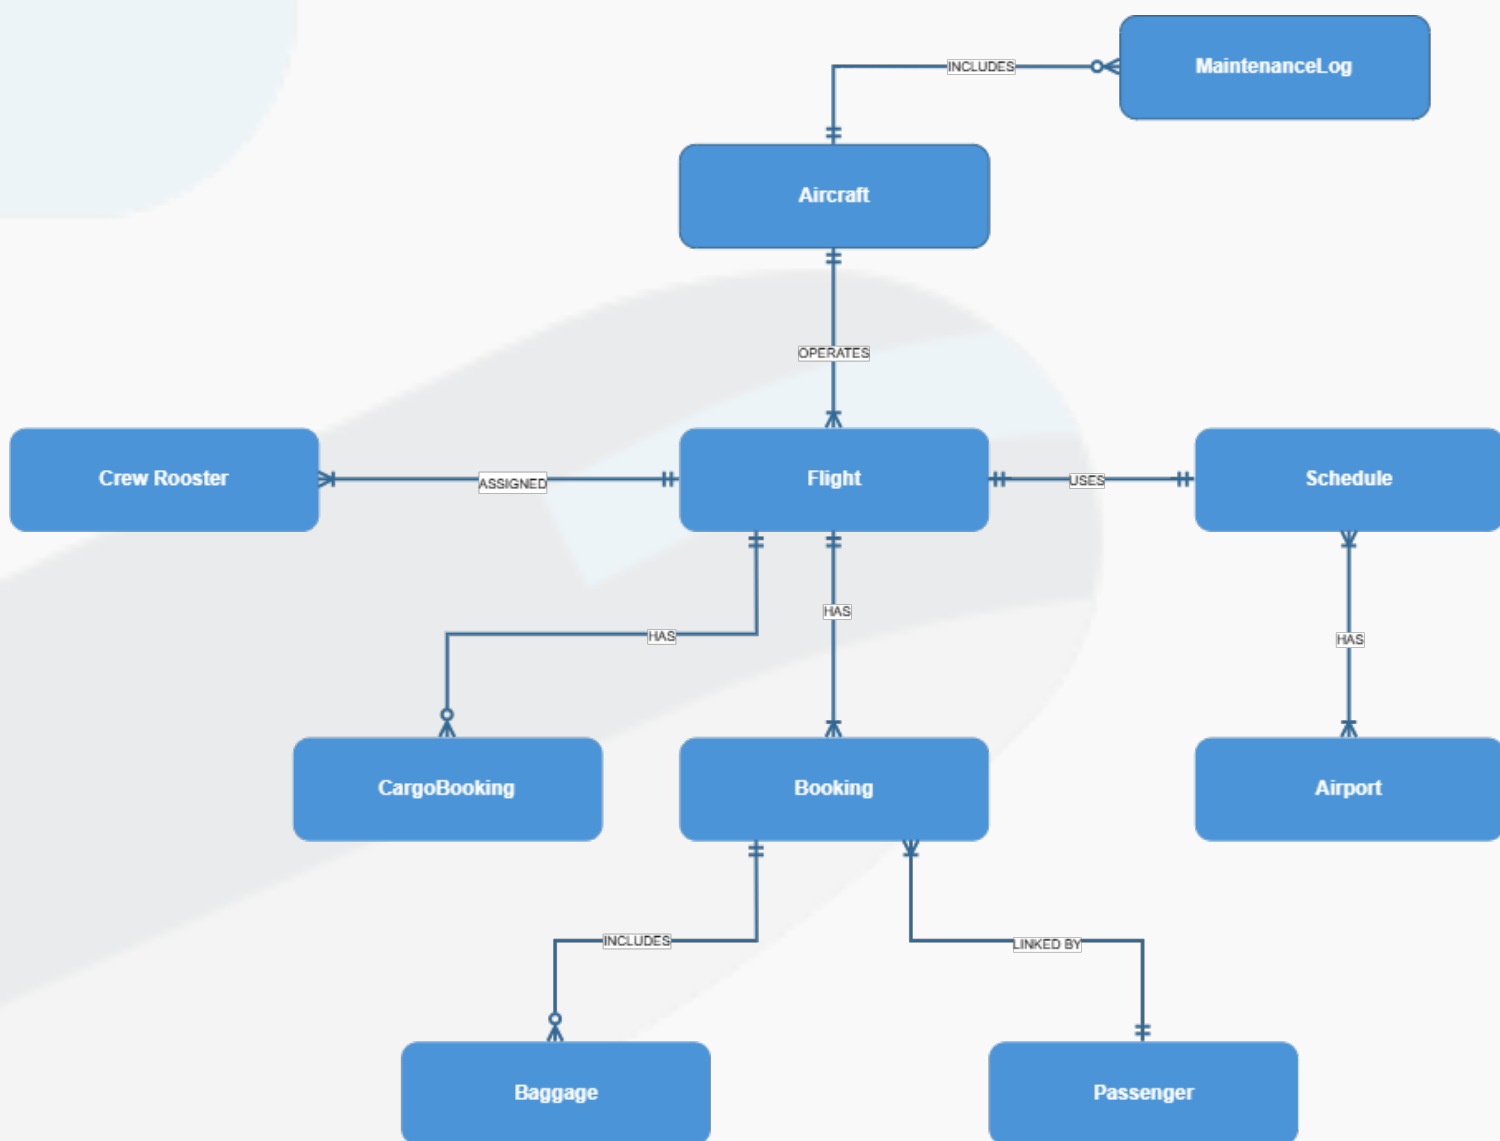 MaintenanceLog
INCLUDES
Aircraft
OPERATES
Crew Rooster
ASSIGNED
Flight
USES
Schedule
HAS
HAS
HAS
CargoBooking
Booking
Airport
INCLUDES
LINKED BY
Baggage
Passenger